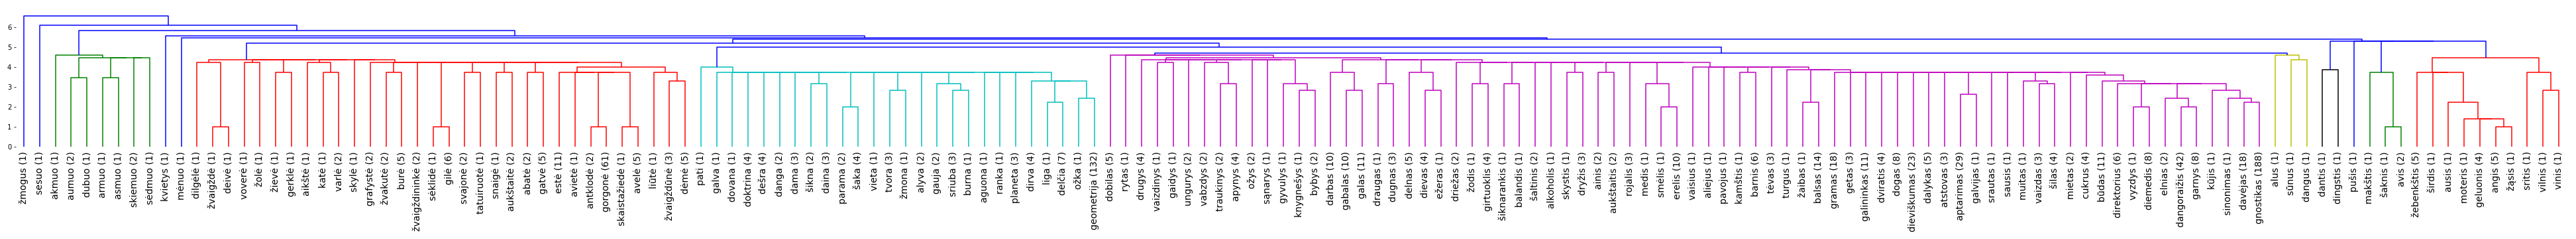 6
5
4
3
2
1
0
žmogus (1)
sesuo (1)
akmuo (1)
aumuo (2)
dubuo (1)
armuo (1)
asmuo (1)
skiemuo (2)
sėdmuo (1)
kvietys (1)
menuo (1)
dilgėlė (1)
žvaigždė (1)
deivė (1)
voverė (1)
žolė (1)
žievė (1)
gerklė (1)
aikštė (1)
katė (1)
varlė (2)
skylė (1)
grafystė (2)
žvakutė (2)
burė (5)
žvaigždininkė (2)
sėklidė (1)
gilė (6)
svajonė (2)
tatuiruotė (1)
snaigė (1)
aukštaitė (2)
abatė (2)
gatvė (5)
estė (11)
avietė (1)
antklodė (2)
gorgonė (61)
skaistažiedė (1)
avelė (5)
liūtė (1)
žvaigždūnė (3)
dėmė (5)
pati (1)
galva (1)
dovana (1)
doktrina (4)
dešra (4)
danga (2)
dama (3)
šikna (2)
daina (3)
parama (2)
šaka (4)
vieta (1)
tvora (3)
žmona (1)
alyva (2)
gauja (2)
sriuba (3)
burna (1)
aguona (1)
ranka (1)
planeta (3)
dirva (4)
liga (1)
delčia (7)
ožka (1)
geometrija (132)
dobilas (5)
rytas (1)
drugys (4)
vaizdinys (1)
gaidys (1)
ungurys (2)
vabzdys (2)
traukinys (2)
apynys (4)
ožys (2)
sąnarys (1)
gyvulys (1)
knygnešys (1)
bybys (2)
darbas (10)
gabalas (10)
galas (11)
draugas (1)
dugnas (3)
delnas (5)
dievas (4)
ežeras (1)
driežas (2)
žodis (1)
girtuoklis (4)
šiknarankis (1)
balandis (1)
šaltinis (2)
alkoholis (1)
skystis (1)
dryžis (3)
ainis (2)
aukštaitis (2)
rojalis (3)
medis (1)
smėlis (1)
erelis (10)
vaisius (1)
aliejus (1)
pavojus (1)
kamštis (1)
barnis (6)
tėvas (3)
turgus (1)
žaibas (1)
balsas (14)
gramas (18)
getas (3)
galininkas (11)
dviratis (4)
dogas (8)
dieviškumas (23)
dalykas (5)
atstovas (3)
aptarimas (29)
galvijas (1)
srautas (1)
sausis (1)
muitas (1)
vaizdas (3)
šilas (4)
mietas (2)
cukrus (4)
būdas (11)
direktorius (6)
vyzdys (1)
diemedis (8)
elnias (2)
dangoraižis (42)
garnys (8)
kūjis (1)
sinonimas (1)
davėjas (18)
gnostikas (88)
alus (1)
sūnus (1)
dangus (1)
dantis (1)
dingstis (1)
pušis (1)
makštis (1)
šaknis (1)
avis (2)
žebenkštis (5)
širdis (1)
ausis (1)
moteris (1)
geluonis (4)
angis (5)
žąsis (1)
sritis (1)
vilnis (1)
vinis (1)